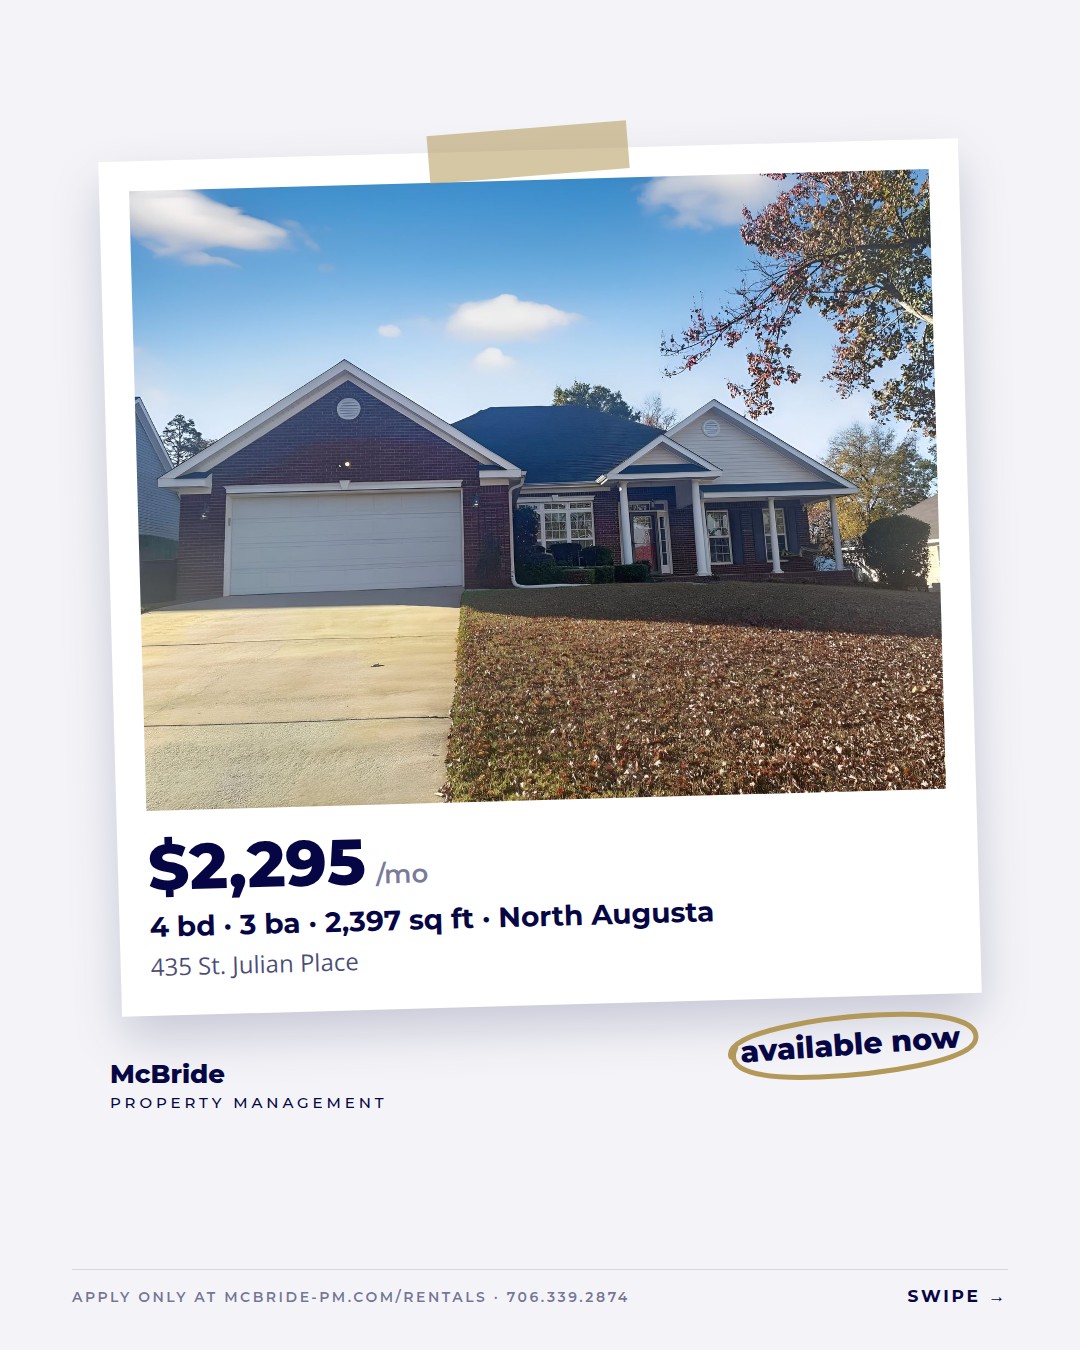 $2,295 /mo
4 bd · 3 ba · 2,397 sq ft · North Augusta
435 St. Julian Place
available now
McBride
PROPERTY MANAGEMENT
APPLY ONLY AT MCBRIDE-PM.COM/RENTALS · 706.339.2874
SWIPE →